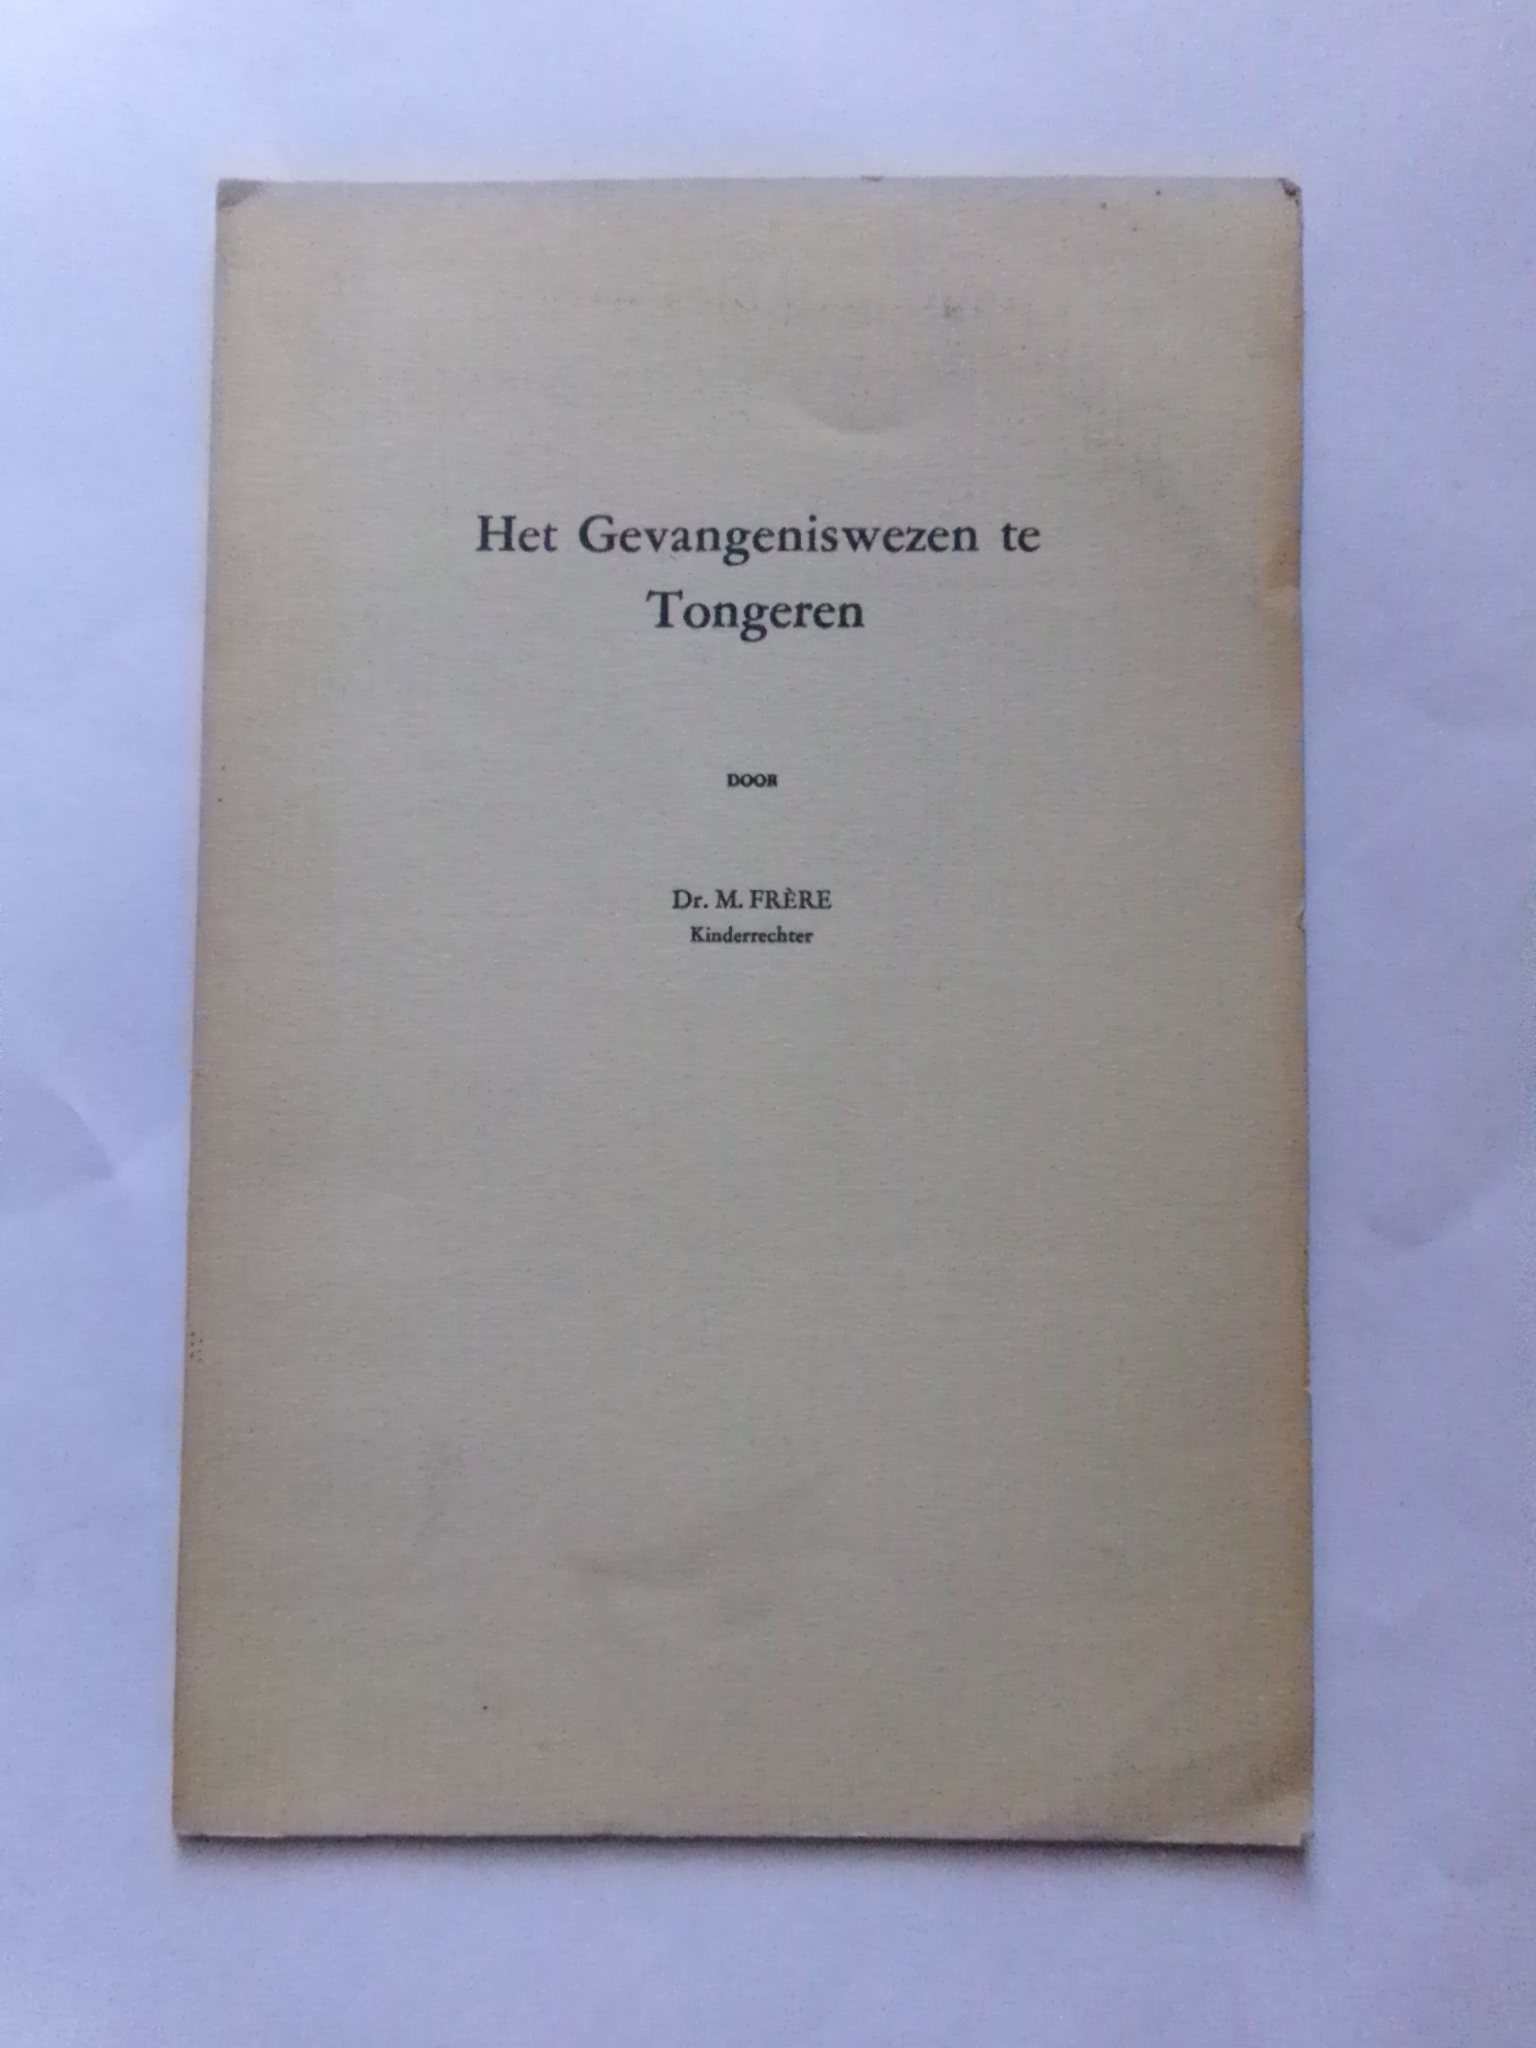 Het Gevangeniswezen te
Tongeren
DOOR
Dr. M. FRÈRE
Kinderrechter